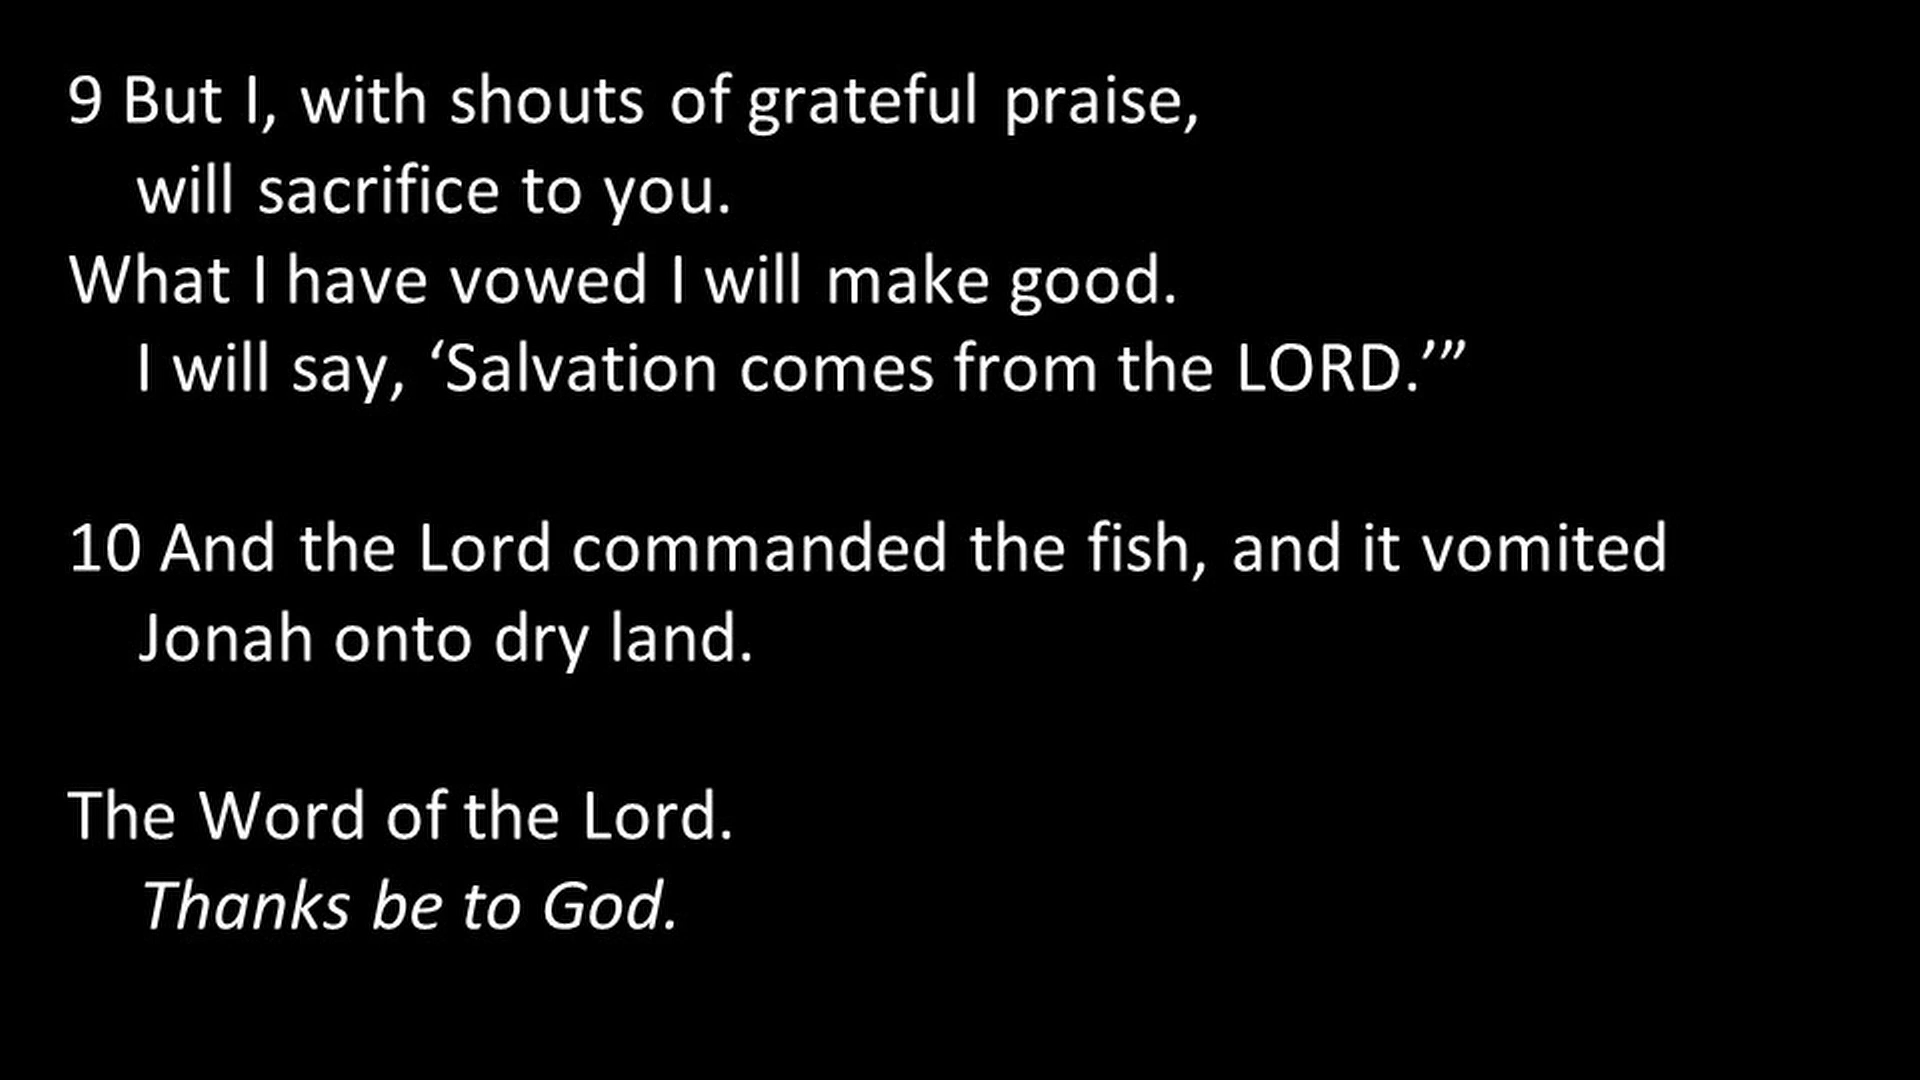 9 But I, with shouts of grateful praise,
will sacrifice to you.
What I have vowed I will make good.
I will say, ‘Salvation comes from the LORD.’”
10 And the Lord commanded the fish, and it vomited
Jonah onto dry land.
The Word of the Lord.
Thanks be to God.